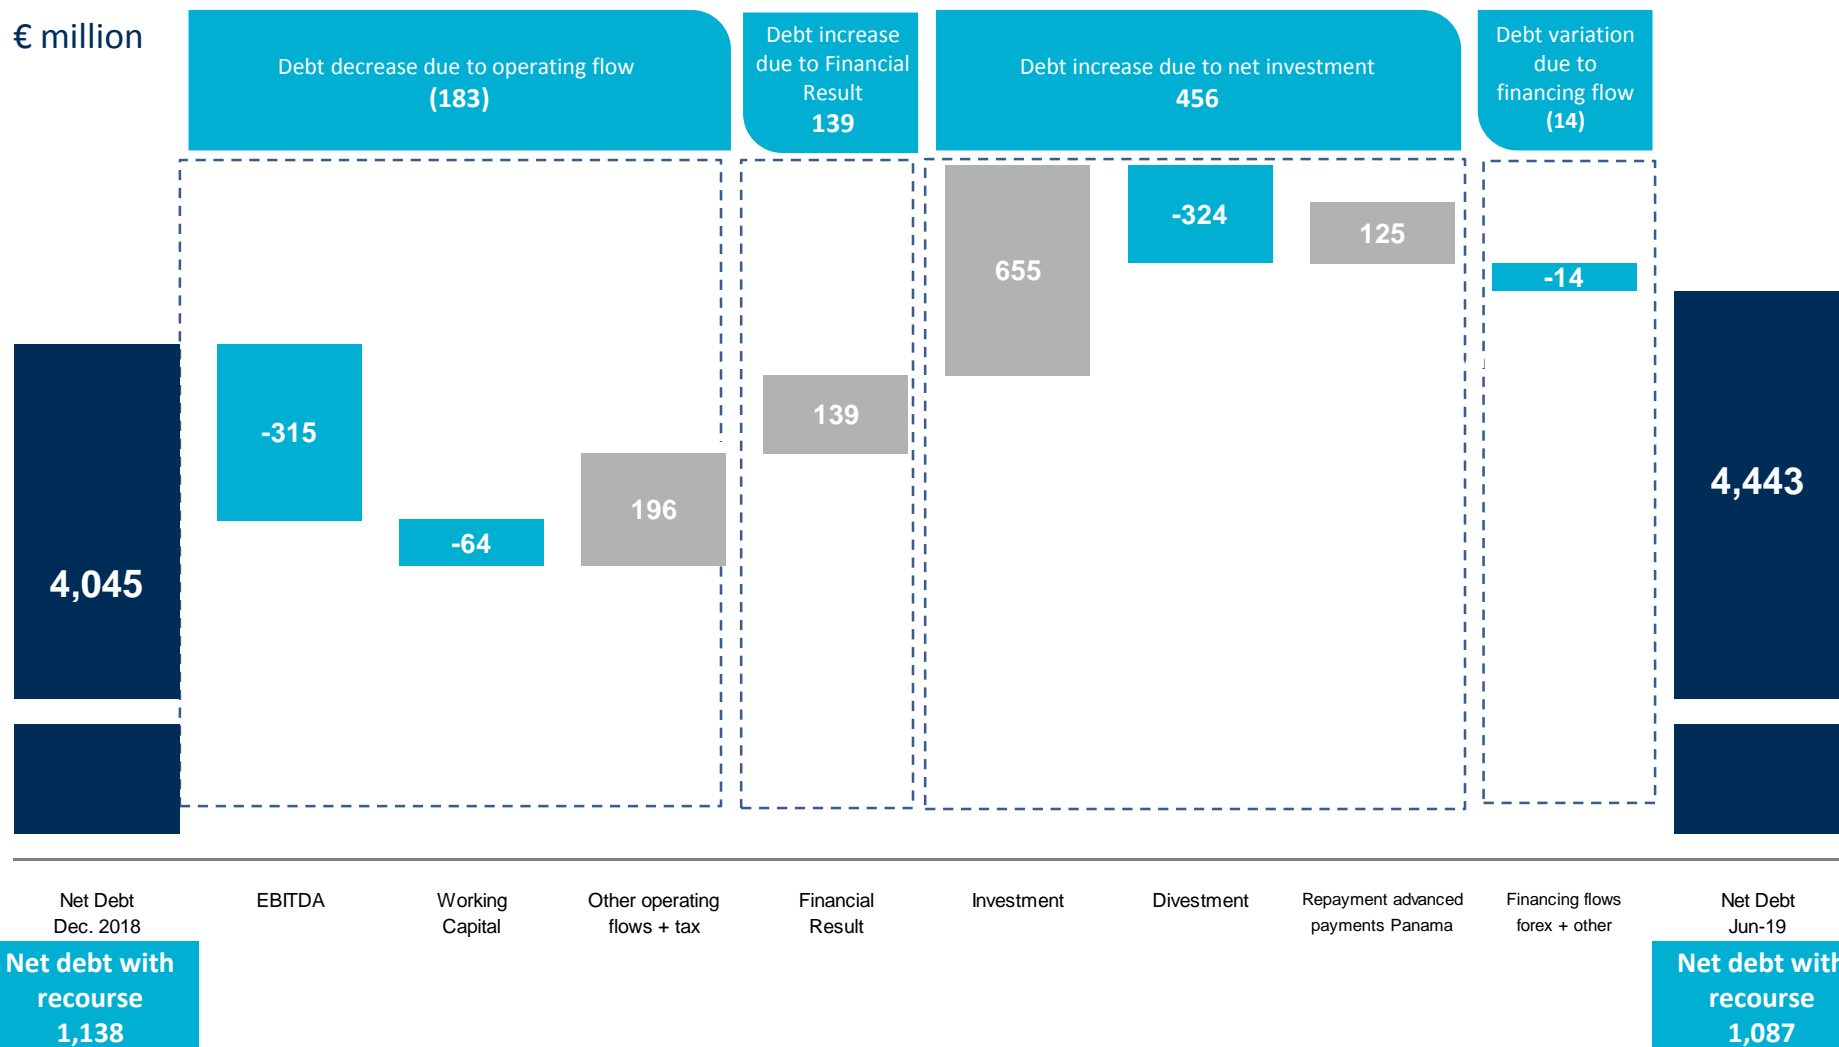 € million
Debt decrease due to operating flow
(183)
Debt increase
due to Financial
Result
139
Debt increase due to net investment
456
Debt variation
due to
financing flow
(14)
4,045
-315
-64
196
139
655
-324
125
-14
4,443
Net Debt
Dec. 2018
EBITDA
Working
Capital
Other operating
flows + tax
Financial
Result
Investment
Divestment
Repayment advanced
payments Panama
Financing flows
forex + other
Net Debt
Jun-19
Net debt with
recourse
1,138
Net debt with
recourse
1,087